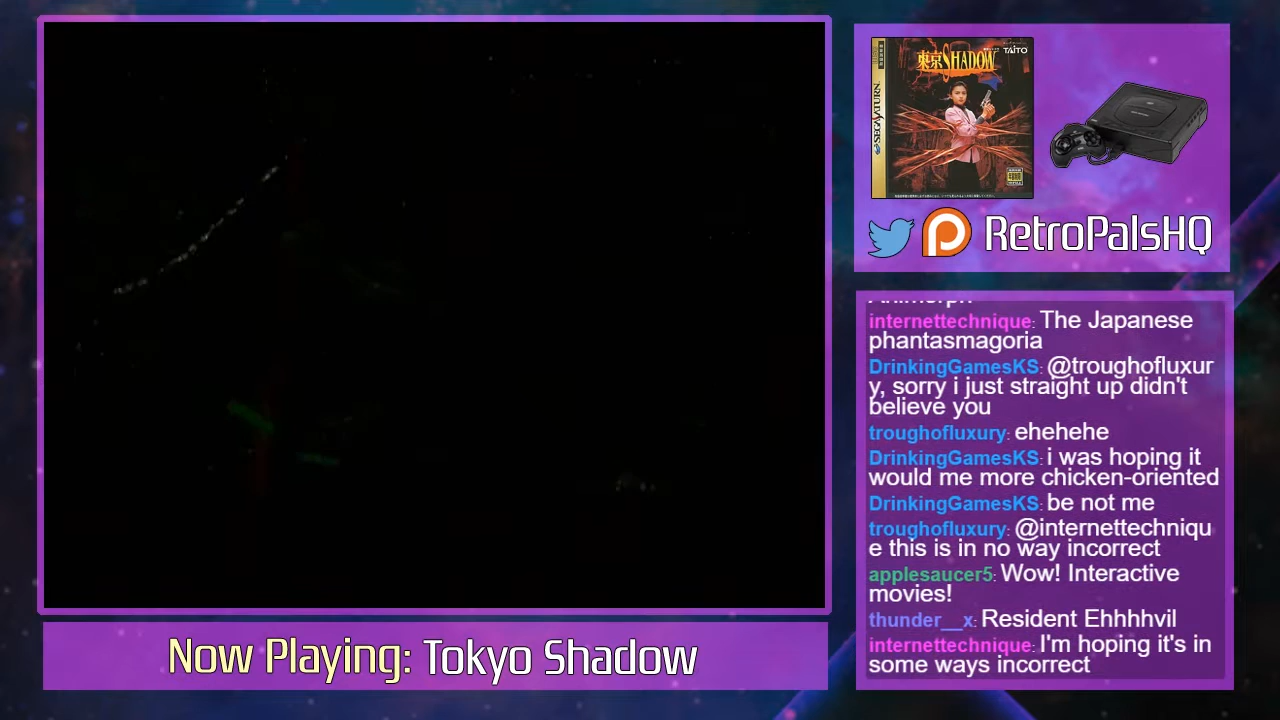 東京SHADOW
TAITO
SEGA SATURN
RetroPalsHQ
internettechnique: The Japanese
phantasmagoria
DrinkingGamesKS: @troughofluxur
y, sorry i just straight up didn't
believe you
troughofluxury: ehehehe
DrinkingGamesKS: i was hoping it
would me more chicken-oriented
DrinkingGamesKS: be not me
troughofluxury: @internettechniqu
e this is in no way incorrect
applesaucer5: Wow! Interactive
movies!
thunder__x: Resident Ehhhhvil
internettechnique: I'm hoping it's in
some ways incorrect
Now Playing: Tokyo Shadow